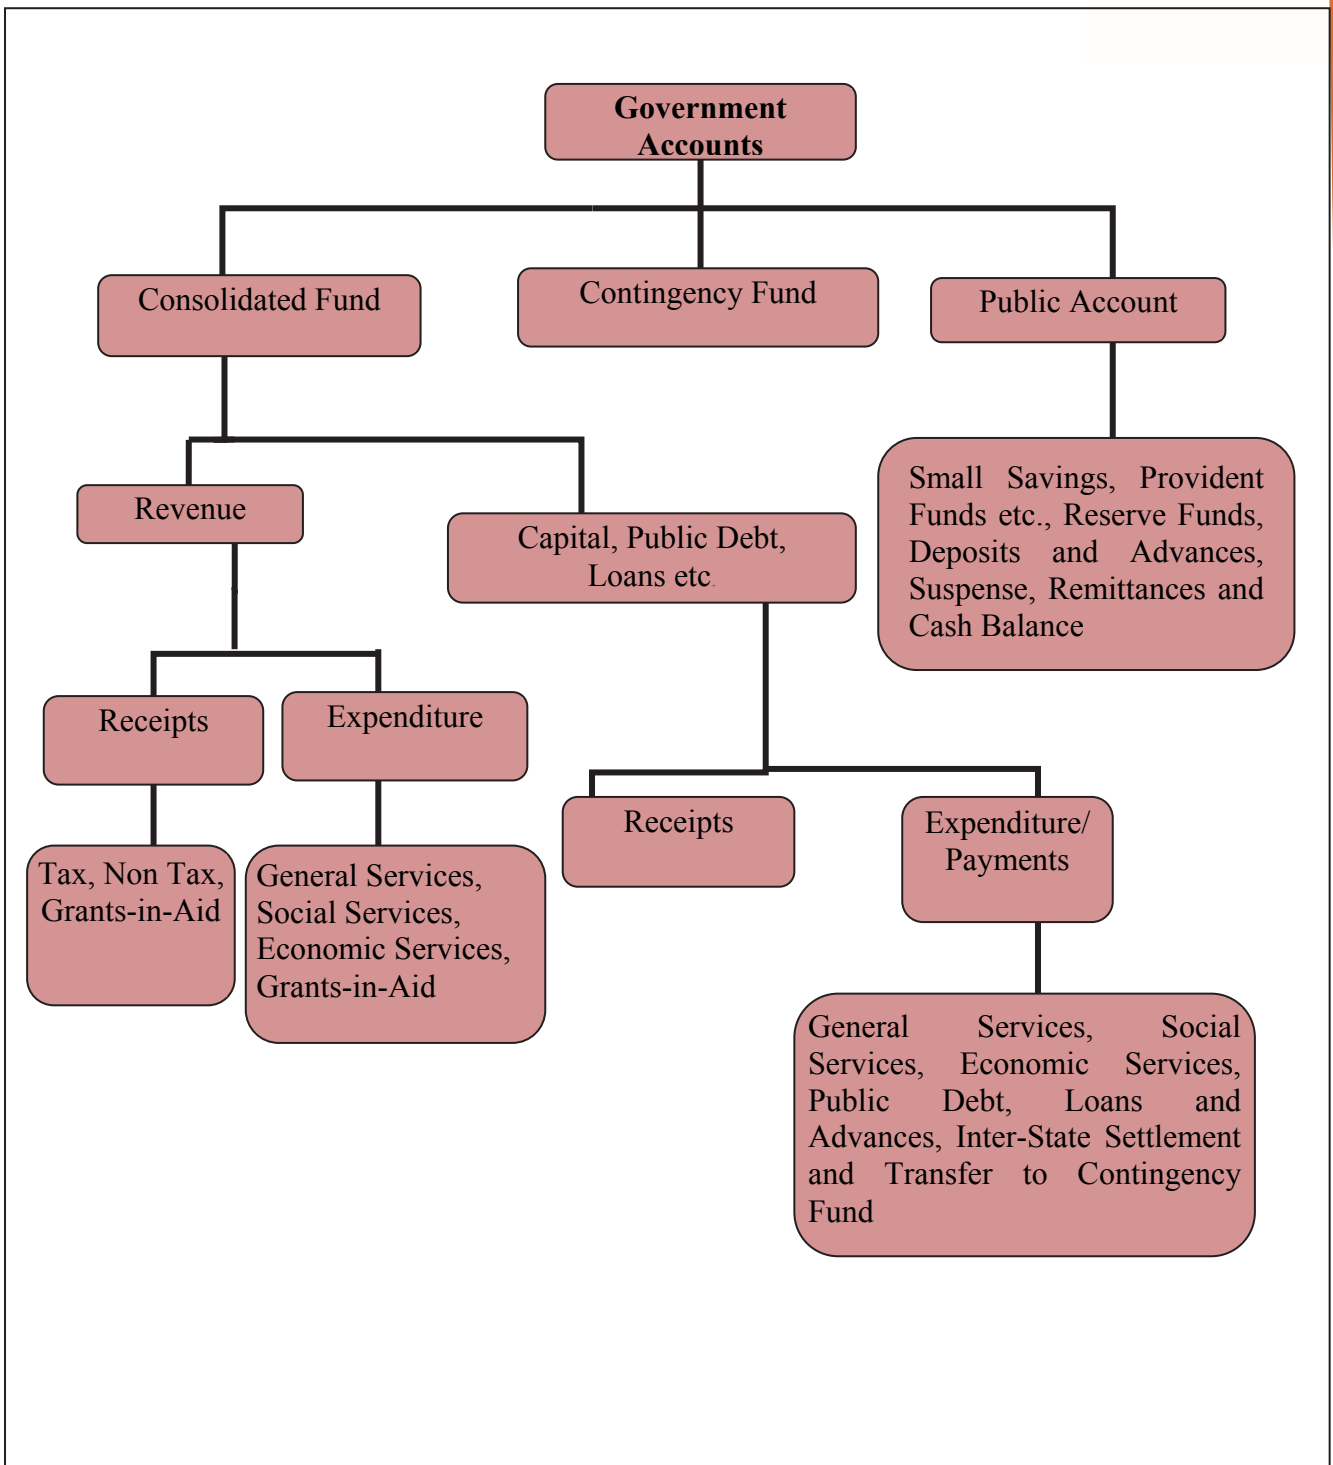 Government
Accounts
Consolidated Fund
Contingency Fund
Public Account
Revenue
Capital, Public Debt,
Loans etc.
Small Savings, Provident
Funds etc., Reserve Funds,
Deposits and Advances,
Suspense, Remittances and
Cash Balance
Receipts
Expenditure
Receipts
Expenditure/
Payments
Tax, Non Tax,
Grants-in-Aid
General Services,
Social Services,
Economic Services,
Grants-in-Aid
General Services, Social
Services, Economic Services,
Public Debt, Loans and
Advances, Inter-State Settlement
and Transfer to Contingency
Fund